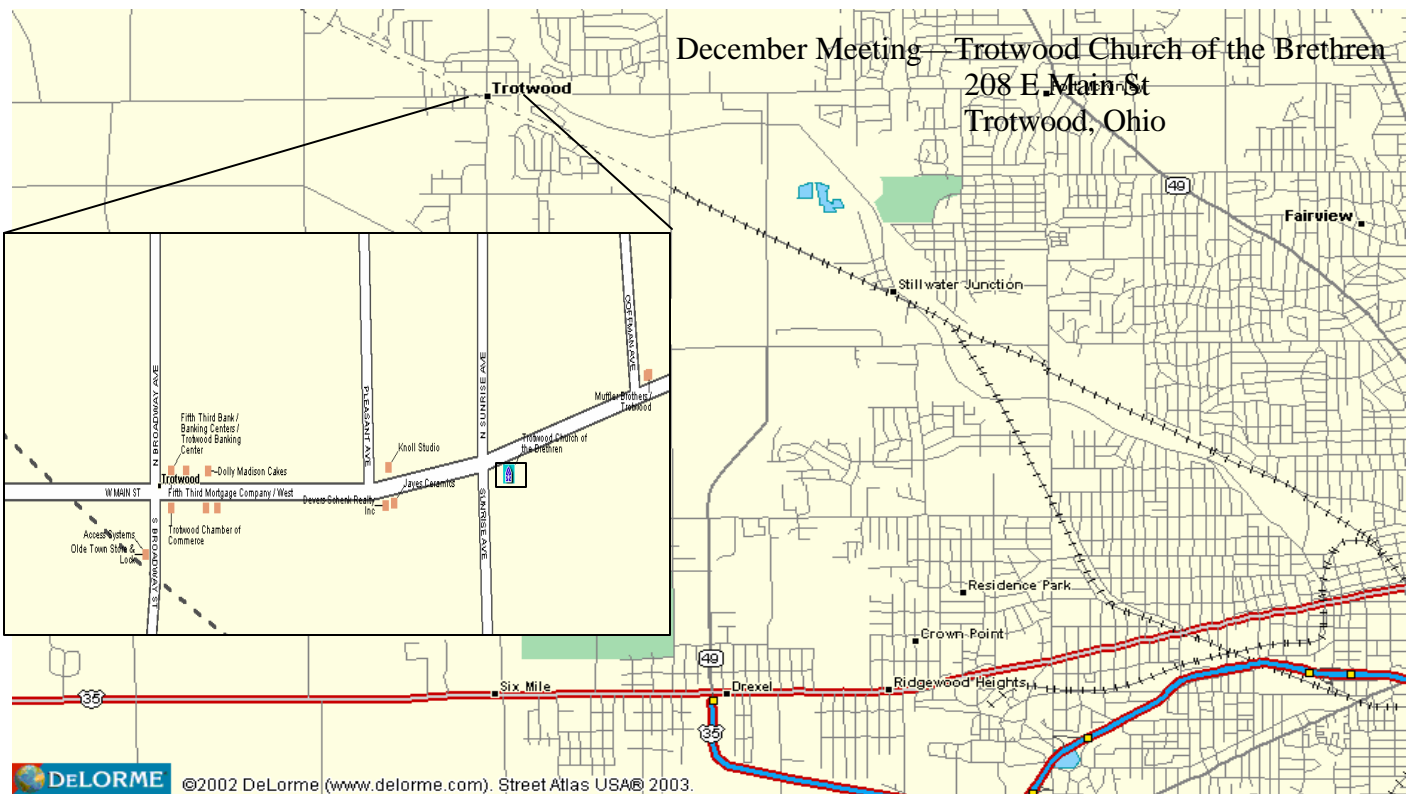 December Meeting—Trotwood Church of the Brethren
208 E Main St
Trotwood, Ohio
Trotwood
49
Fairview
Stillwater Junction
N BROADWAY AVE
PLEASANT AVE
N SUNRISE AVE
COFFMAN AVE
Muffler Brothers /
Trotwood
Fifth Third Bank /
Banking Centers /
Trotwood Banking
Center
Trotwood Church of
the Brethren
Knoll Studio
Dolly Madison Cakes
Trotwood
Jayes Ceramics
W MAIN ST
Fifth Third Mortgage Company / West
Devers Schenk Realty
Inc
Trotwood Chamber of
Commerce
Access Systems
Olde Town Stove &
Lock
S BROADWAY ST
SUNRISE AVE
Residence Park
Crown Point
49
Six Mile
Drexel
Ridgewood Heights
35
35
DELORME
©2002 DeLorme (www.delorme.com). Street Atlas USA® 2003.